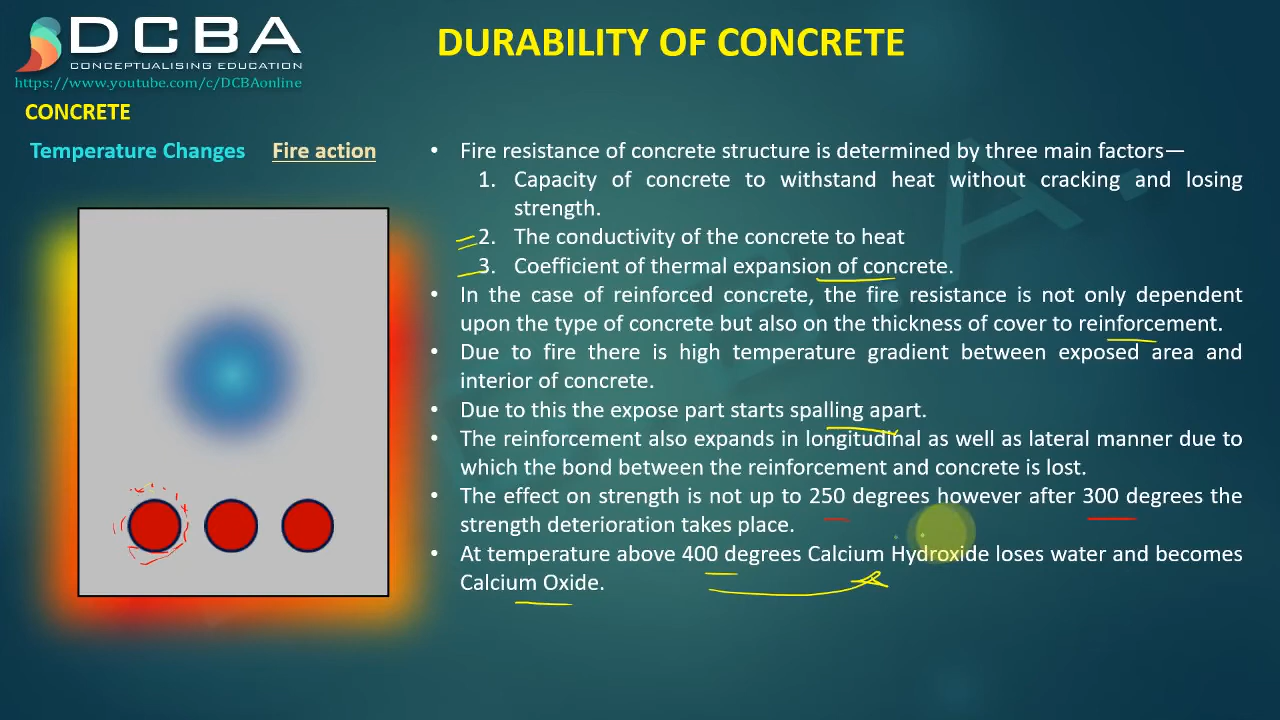 DCBA
CONCEPTUALISING EDUCATION
https://www.youtube.com/c/DCBAonline
DURABILITY OF CONCRETE
CONCRETE
Temperature Changes Fire action
• Fire resistance of concrete structure is determined by three main factors—
1. Capacity of concrete to withstand heat without cracking and losing
strength.
2. The conductivity of the concrete to heat
3. Coefficient of thermal expansion of concrete.
• In the case of reinforced concrete, the fire resistance is not only dependent
upon the type of concrete but also on the thickness of cover to reinforcement.
• Due to fire there is high temperature gradient between exposed area and
interior of concrete.
• Due to this the expose part starts spalling apart.
• The reinforcement also expands in longitudinal as well as lateral manner due to
which the bond between the reinforcement and concrete is lost.
• The effect on strength is not up to 250 degrees however after 300 degrees the
strength deterioration takes place.
• At temperature above 400 degrees Calcium Hydroxide loses water and becomes
Calcium Oxide.